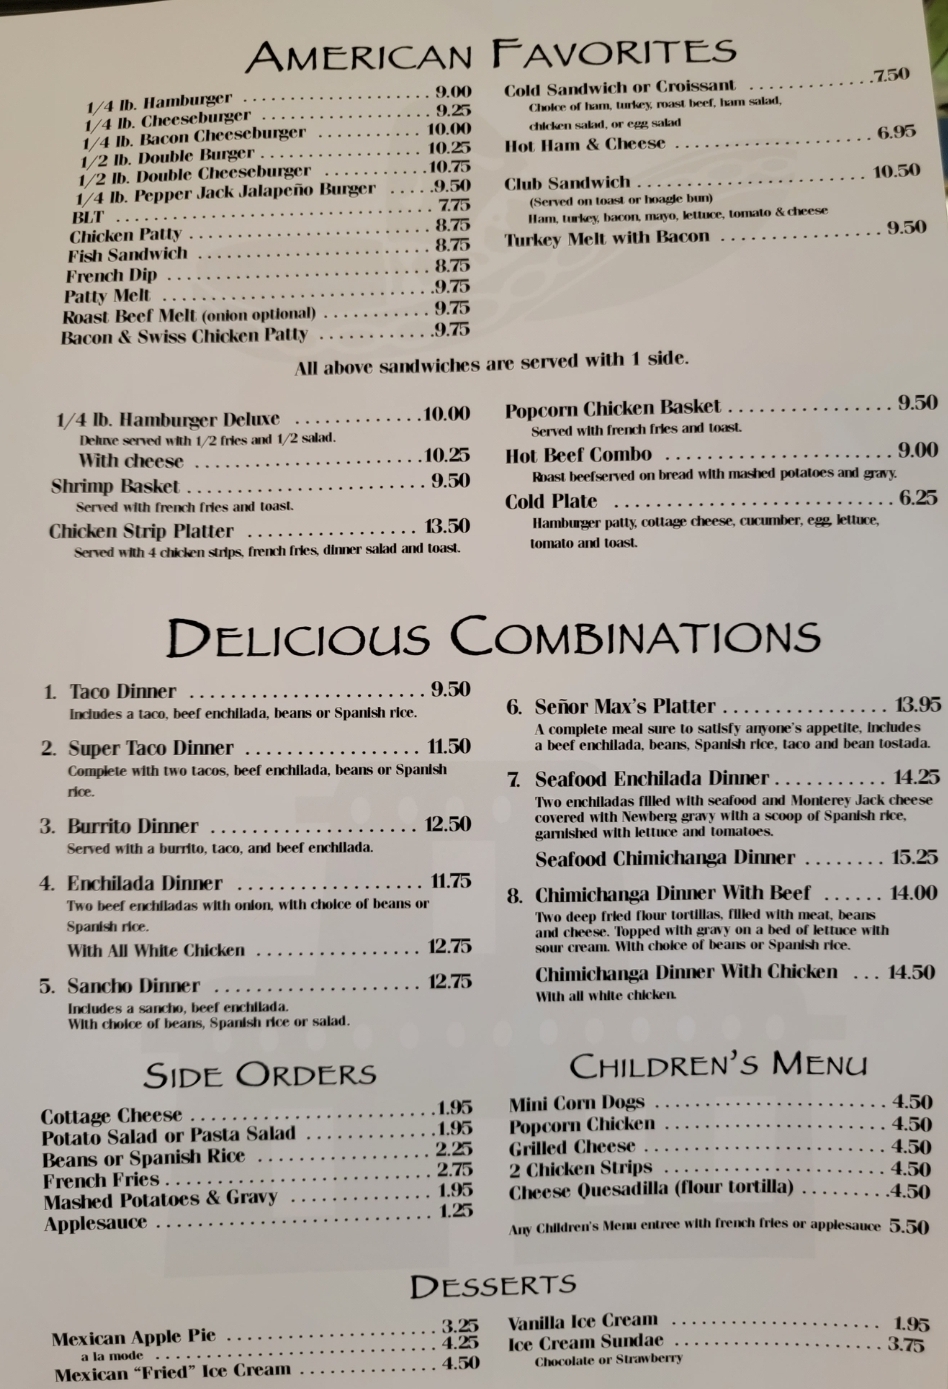 AMERICAN FAVORITES
1/4 lb. Hamburger ........................ 9.00
1/4 lb. Cheeseburger ...................... 9.25
1/4 lb. Bacon Cheeseburger ............ 10.00
1/2 lb. Double Burger .................... 10.25
1/2 lb. Double Cheeseburger ............ 10.75
1/4 lb. Pepper Jack Jalapeño Burger .....9.50
BLT ..................................... 7.75
Chicken Patty ............................ 8.75
Fish Sandwich ........................... 8.75
French Dip .............................. 8.75
Patty Melt ...............................9.75
Roast Beef Melt (onion optional) ............ 9.75
Bacon & Swiss Chicken Patty .............9.75
Cold Sandwich or Croissant .............7.50
Choice of ham, turkey, roast beef, ham salad,
chicken salad, or egg salad
Hot Ham & Cheese ...................... 6.95
Club Sandwich .......................... 10.50
(Served on toast or hoagie bun)
Ham, turkey, bacon, mayo, lettuce, tomato & cheese
Turkey Melt with Bacon ................. 9.50
All above sandwiches are served with 1 side.
1/4 lb. Hamburger Deluxe .............10.00
Deluxe served with 1/2 fries and 1/2 salad.
With cheese .........................10.25
Shrimp Basket .......................... 9.50
Served with french fries and toast.
Chicken Strip Platter .................. 13.50
Served with 4 chicken strips, french fries, dinner salad and toast.
Popcorn Chicken Basket ................. 9.50
Served with french fries and toast.
Hot Beef Combo ........................ 9.00
Roast beefserved on bread with mashed potatoes and gravy.
Cold Plate ............................. 6.25
Hamburger patty, cottage cheese, cucumber, egg, lettuce,
tomato and toast.
DELICIOUS COMBINATIONS
1. Taco Dinner ........................ 9.50
Includes a taco, beef enchilada, beans or Spanish rice.
2. Super Taco Dinner .................. 11.50
Complete with two tacos, beef enchilada, beans or Spanish
rice.
3. Burrito Dinner ..................... 12.50
Served with a burrito, taco, and beef enchilada.
4. Enchilada Dinner ................... 11.75
Two beef enchiladas with onion, with choice of beans or
Spanish rice.
With All White Chicken ................. 12.75
5. Sancho Dinner ..................... 12.75
Includes a sancho, beef enchilada.
With choice of beans, Spanish rice or salad.
6. Señor Max's Platter ................. 13.95
A complete meal sure to satisfy anyone's appetite, includes
a beef enchilada, beans, Spanish rice, taco and bean tostada.
7. Seafood Enchilada Dinner ........... 14.25
Two enchiladas filled with seafood and Monterey Jack cheese
covered with Newberg gravy with a scoop of Spanish rice,
garnished with lettuce and tomatoes.
Seafood Chimichanga Dinner ........ 15.25
8. Chimichanga Dinner With Beef ...... 14.00
Two deep fried flour tortillas, filled with meat, beans
and cheese. Topped with gravy on a bed of lettuce with
sour cream. With choice of beans or Spanish rice.
Chimichanga Dinner With Chicken ... 14.50
With all white chicken.
SIDE ORDERS
Cottage Cheese .........................1.95
Potato Salad or Pasta Salad .............1.95
Beans or Spanish Rice .................. 2.25
French Fries ........................... 2.75
Mashed Potatoes & Gravy ............... 1.95
Applesauce ............................. 1.25
CHILDREN'S MENU
Mini Corn Dogs ........................ 4.50
Popcorn Chicken ....................... 4.50
Grilled Cheese ......................... 4.50
2 Chicken Strips ....................... 4.50
Cheese Quesadilla (flour tortilla) .........4.50
Any Children's Menu entree with french fries or applesauce 5.50
DESSERTS
Mexican Apple Pie ...................... 3.25
a la mode ............................. 4.25
Mexican "Fried" Ice Cream .............. 4.50
Vanilla Ice Cream ...................... 1.95
Ice Cream Sundae ...................... 3.75
Chocolate or Strawberry